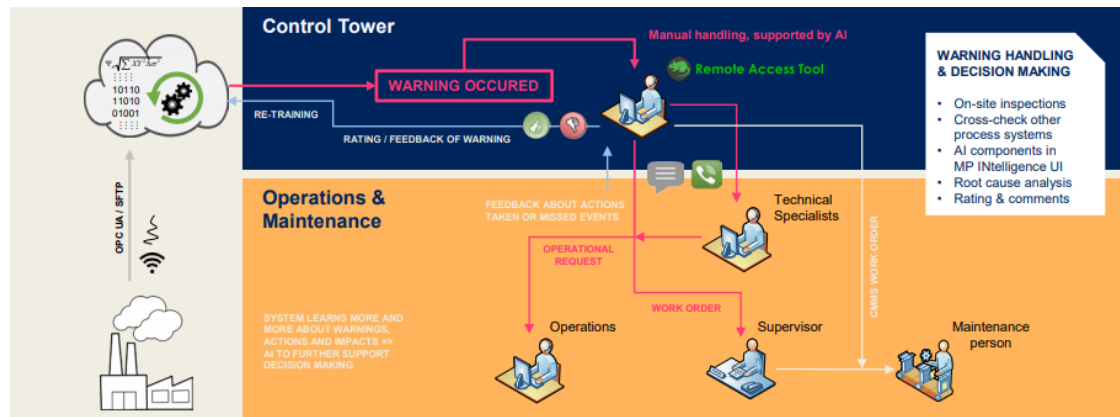 Control Tower
Manual handling, supported by AI
Remote Access Tool
WARNING OCCURED
RE-TRAINING
RATING / FEEDBACK OF WARNING
10110
11010
01001
OPC UA / SFTP
WARNING HANDLING
& DECISION MAKING
• On-site inspections
• Cross-check other
process systems
• AI components in
MP INtelligence UI
• Root cause analysis
• Rating & comments
Operations &
Maintenance
FEEDBACK ABOUT ACTIONS
TAKEN OR MISSED EVENTS
Technical
Specialists
OPERATIONAL
REQUEST
WORK ORDER
CMMS WORK ORDER
SYSTEM LEARNS MORE AND
MORE ABOUT WARNINGS,
ACTIONS AND IMPACTS =>
AI TO FURTHER SUPPORT
DECISION MAKING
Operations
Supervisor
Maintenance
person